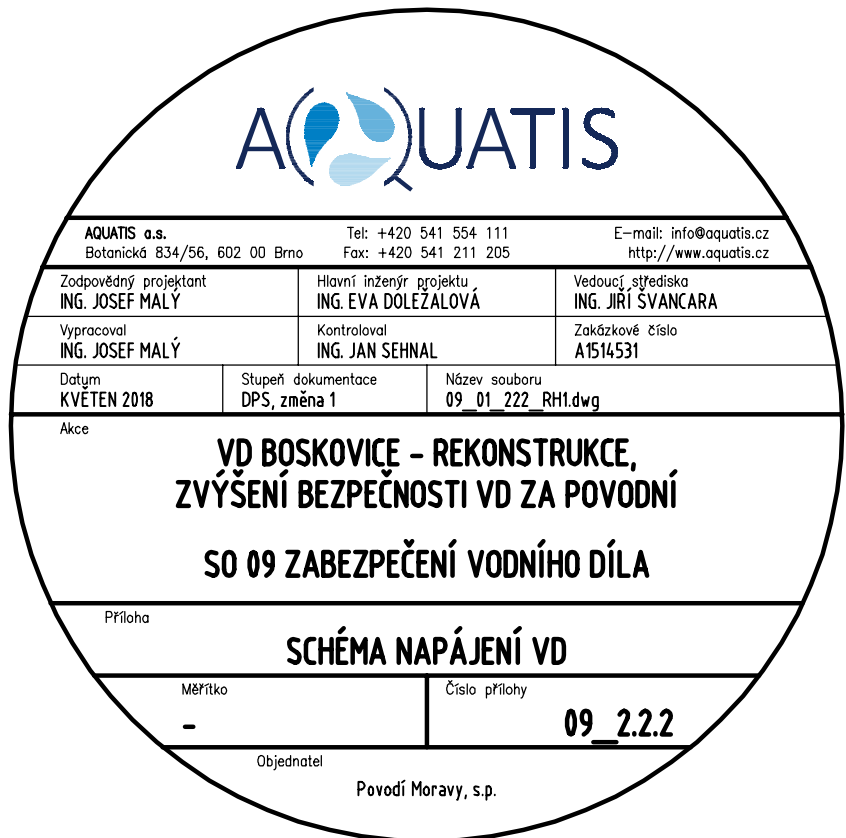 AQUATIS
AQUATIS a.s. Tel: +420 541 554 111 E-mail: info@aquatis.cz
Botanická 834/56, 602 00 Brno Fax: +420 541 211 205 http://www.aquatis.cz
Zodpovědný projektant Hlavní inženýr projektu Vedoucí střediska
ING. JOSEF MALÝ ING. EVA DOLEŽALOVÁ ING. JIŘÍ ŠVANCARA
Vypracoval Kontroloval Zakázkové číslo
ING. JOSEF MALÝ ING. JAN SEHNAL A1514531
Datum Stupeň dokumentace Název souboru
KVĚTEN 2018 DPS, změna 1 09_01_222_RH1.dwg
Akce
VD BOSKOVICE - REKONSTRUKCE,
ZVÝŠENÍ BEZPEČNOSTI VD ZA POVODNÍ
SO 09 ZABEZPEČENÍ VODNÍHO DÍLA
Příloha
SCHÉMA NAPÁJENÍ VD
Měřítko Číslo přílohy
- 09_2.2.2
Objednatel
Povodí Moravy, s.p.